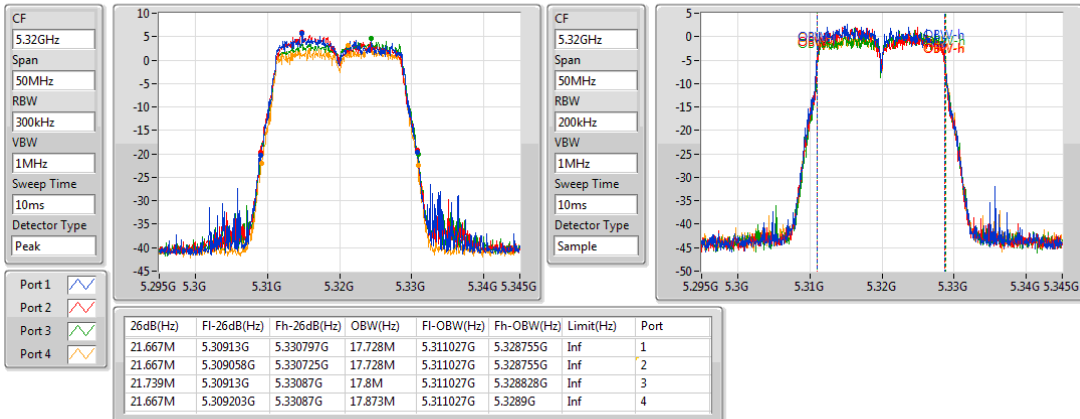 CF
5.32GHz
Span
50MHz
RBW
300kHz
VBW
1MHz
Sweep Time
10ms
Detector Type
Peak
10
5
0
-5
-10
-15
-20
-25
-30
-35
-40
-45
5.295G 5.3G 5.31G 5.32G 5.33G 5.34G 5.345G
CF
5.32GHz
Span
50MHz
RBW
200kHz
VBW
1MHz
Sweep Time
10ms
Detector Type
Sample
5
0
-5
-10
-15
-20
-25
-30
-35
-40
-45
-50
OBW-h
OBW-h
5.295G 5.3G 5.31G 5.32G 5.33G 5.34G 5.345G
Port 1
Port 2
Port 3
Port 4
26dB(Hz) Fl-26dB(Hz) Fh-26dB(Hz) OBW(Hz) Fl-OBW(Hz) Fh-OBW(Hz) Limit(Hz) Port
21.667M 5.30913G 5.330797G 17.728M 5.311027G 5.328755G Inf 1
21.667M 5.309058G 5.330725G 17.728M 5.311027G 5.328755G Inf 2
21.739M 5.30913G 5.33087G 17.8M 5.311027G 5.328828G Inf 3
21.667M 5.309203G 5.33087G 17.873M 5.311027G 5.3289G Inf 4